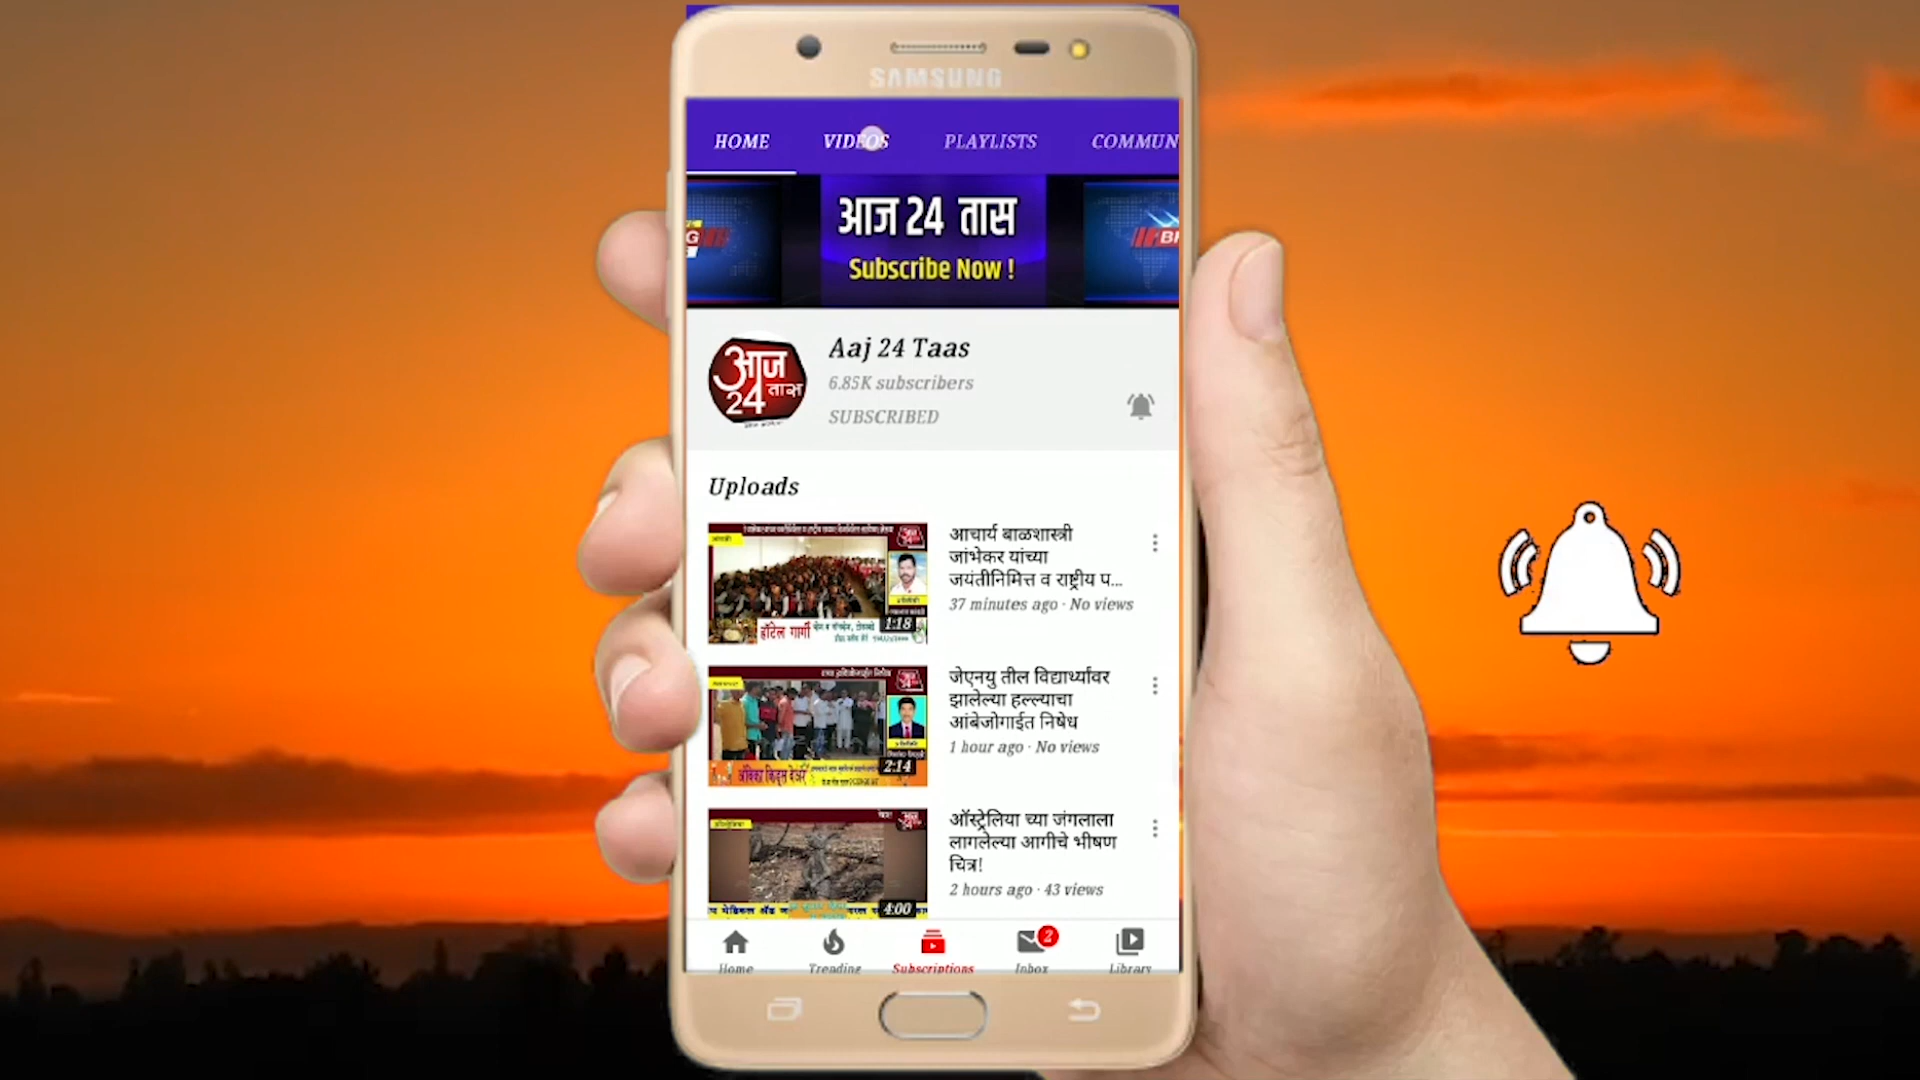 SAMSUNG
HOME VIDEOS PLAYLISTS COMMUN
आज 24 तास
Subscribe Now !
आज
24 तास
Aaj 24 Taas
6.85K subscribers
SUBSCRIBED
Uploads
आचार्य बाळशास्त्री
जांभेकर यांच्या
जयंतीनिमित्त व राष्ट्रीय प...
37 minutes ago · No views
हॉटेल गार्गी
1:18
जेएनयु तील विद्यार्थ्यांवर
झालेल्या हल्ल्याचा
आंबेजोगाईत निषेध
1 hour ago · No views
अंबिका किड्स वेअर
2:14
ऑस्ट्रेलिया च्या जंगलाला
लागलेल्या आगीचे भीषण
चित्र!
2 hours ago · 43 views
4:00
2
Home Trending Subscriptions Inbox Library